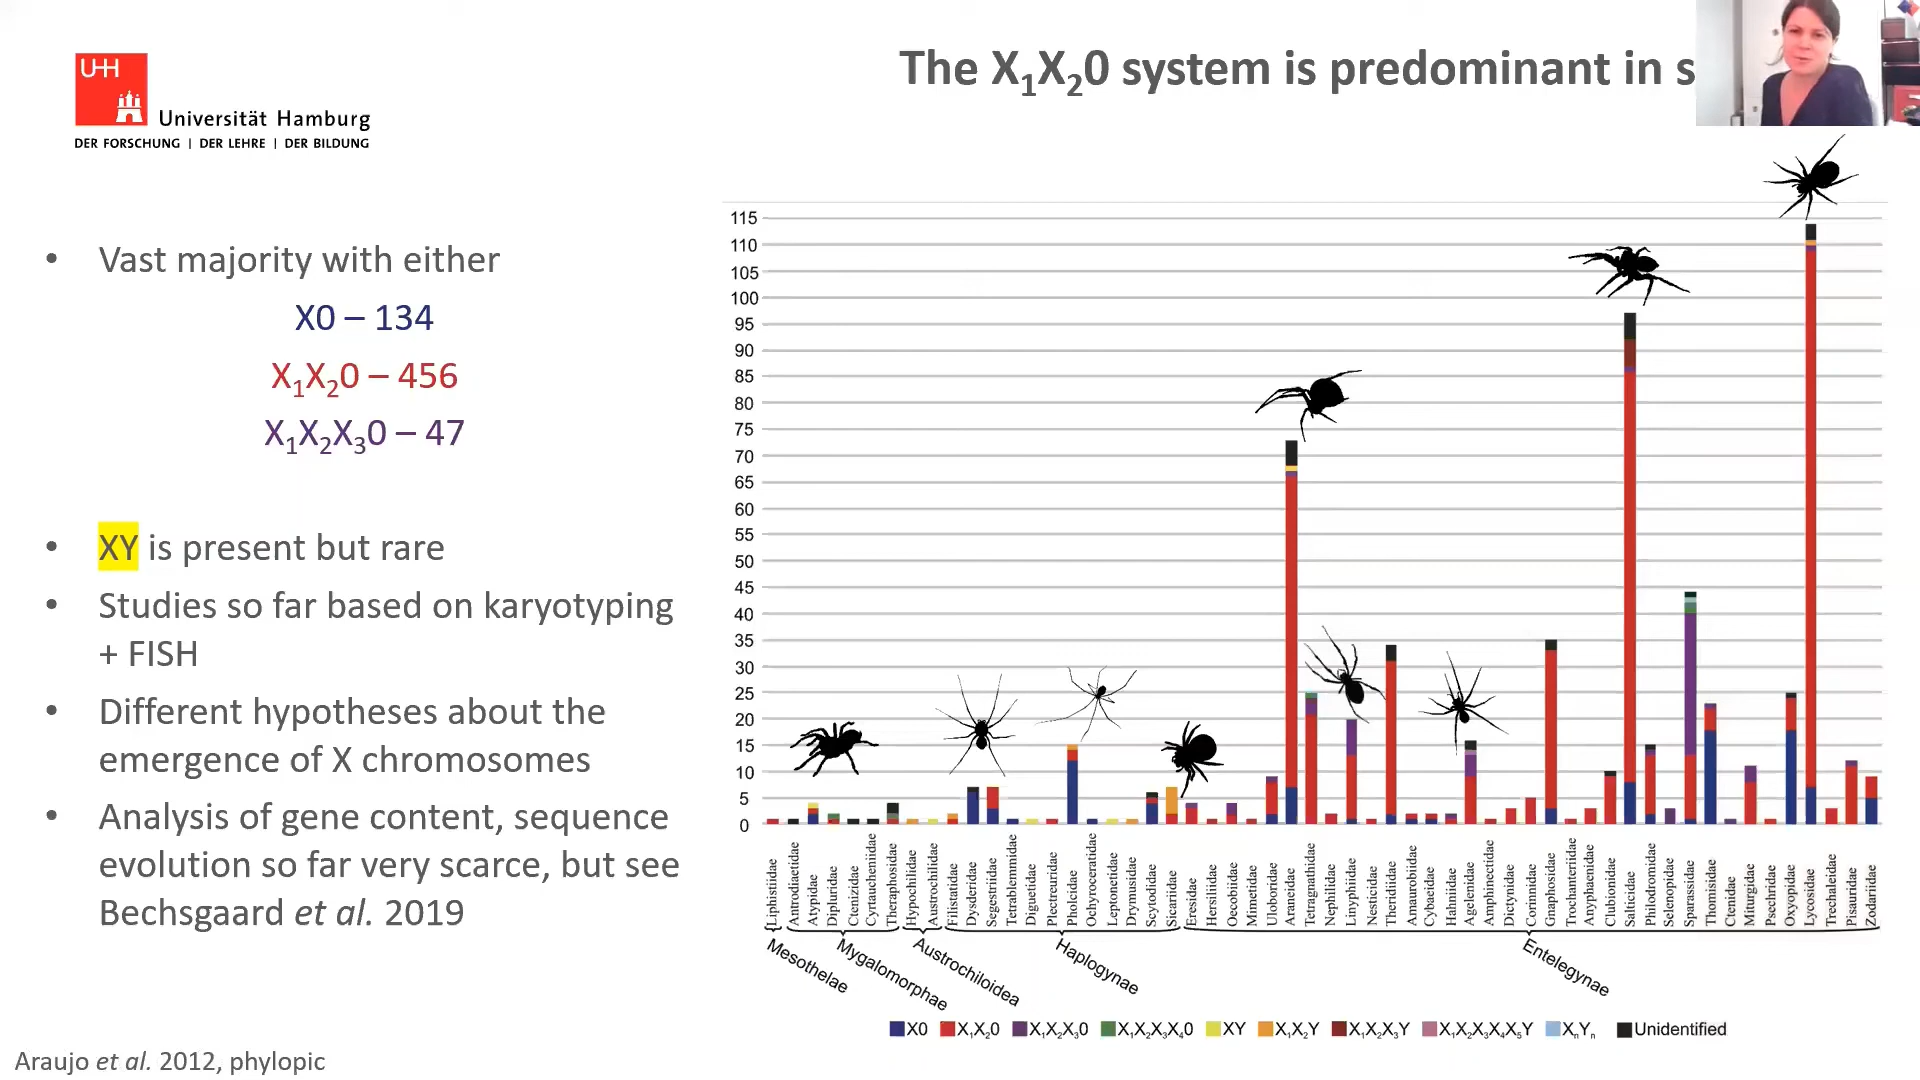 The X₁X₂0 system is predominant in s
UHH
Universität Hamburg
DER FORSCHUNG | DER LEHRE | DER BILDUNG
• Vast majority with either
X0 – 134
X₁X₂0 – 456
X₁X₂X₃0 – 47
• XY is present but rare
• Studies so far based on karyotyping
+ FISH
• Different hypotheses about the
emergence of X chromosomes
• Analysis of gene content, sequence
evolution so far very scarce, but see
Bechsgaard et al. 2019
Araujo et al. 2012, phylopic
115
110
105
100
95
90
85
80
75
70
65
60
55
50
45
40
35
30
25
20
15
10
5
0
Liphistiidae
Antrodiaetidae
Atypidae
Dipluridae
Ctenizidae
Cyrtaucheniidae
Theraphosidae
Hypochilidae
Austrochilidae
Filistatidae
Dysderidae
Segestriidae
Tetrablemmidae
Diguetidae
Plectreuridae
Pholcidae
Ochyroceratidae
Leptonetidae
Drymusidae
Scytodidae
Sicariidae
Eresidae
Hersiliidae
Oecobiidae
Mimetidae
Uloboridae
Araneidae
Tetragnathidae
Nephilidae
Linyphiidae
Nesticidae
Theridiidae
Amaurobiidae
Cybaeidae
Hahniidae
Agelenidae
Amphinectidae
Dictynidae
Corinnidae
Gnaphosidae
Trochanteriidae
Anyphaenidae
Clubionidae
Salticidae
Philodromidae
Selenopidae
Sparassidae
Thomisidae
Ctenidae
Miturgidae
Psechridae
Oxyopidae
Lycosidae
Trechaleidae
Pisauridae
Zodariidae
Mesothelae
Mygalomorphae
Austrochiloidea
Haplogynae
Entelegynae
X0 X₁X₂0 X₁X₂X₃0 X₁X₂X₃X₄0 XY X₁X₂Y X₁X₂X₃Y X₁X₂X₃X₄X₅Y XₙYₙ Unidentified